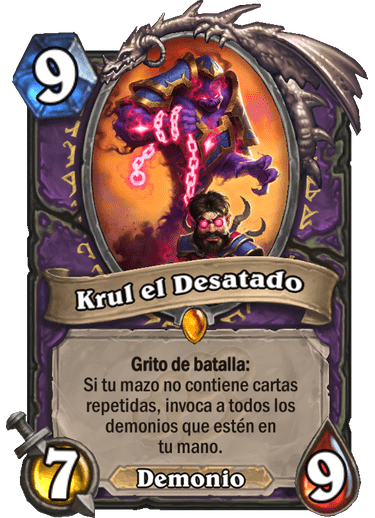 9
Krul el Desatado
Grito de batalla:
Si tu mazo no contiene cartas
repetidas, invoca a todos los
demonios que estén en
tu mano.
7
Demonio
9